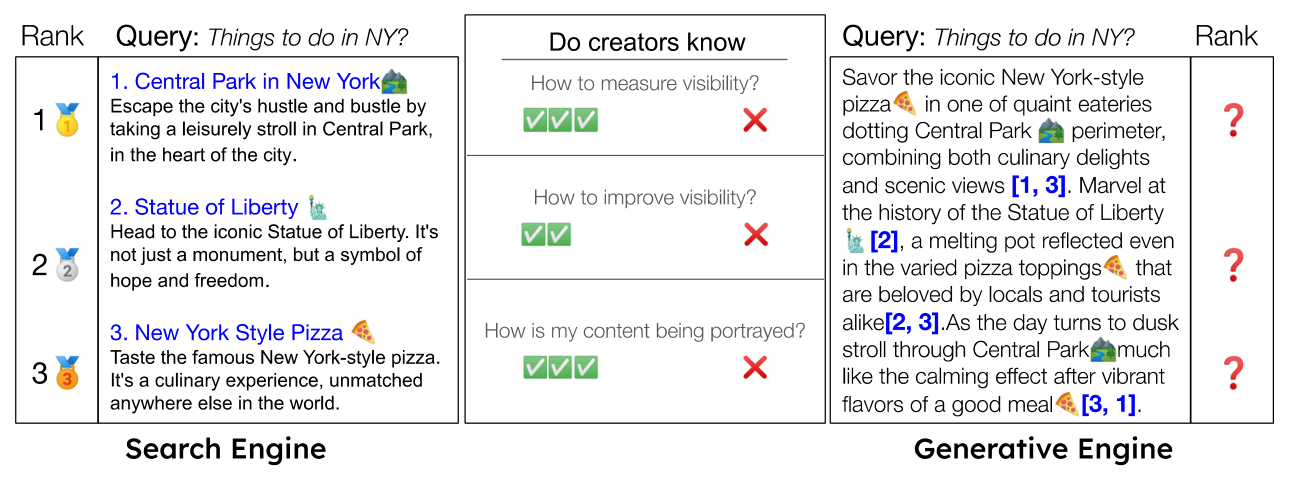 Rank
Query: Things to do in NY?
1
1. Central Park in New York🏞️
Escape the city's hustle and bustle by
taking a leisurely stroll in Central Park,
in the heart of the city.
2
2. Statue of Liberty 🗽
Head to the iconic Statue of Liberty. It's
not just a monument, but a symbol of
hope and freedom.
3
3. New York Style Pizza 🍕
Taste the famous New York-style pizza.
It's a culinary experience, unmatched
anywhere else in the world.
Search Engine
Do creators know
How to measure visibility?
✅✅✅ ❌
How to improve visibility?
✅✅ ❌
How is my content being portrayed?
✅✅✅ ❌
Query: Things to do in NY?
Rank
Savor the iconic New York-style
pizza🍕 in one of quaint eateries
dotting Central Park 🏞️ perimeter,
combining both culinary delights
and scenic views [1, 3]. Marvel at
the history of the Statue of Liberty
🗽 [2], a melting pot reflected even
in the varied pizza toppings🍕 that
are beloved by locals and tourists
alike[2, 3].As the day turns to dusk
stroll through Central Park🏞️much
like the calming effect after vibrant
flavors of a good meal🍕[3, 1].
❓
❓
❓
Generative Engine